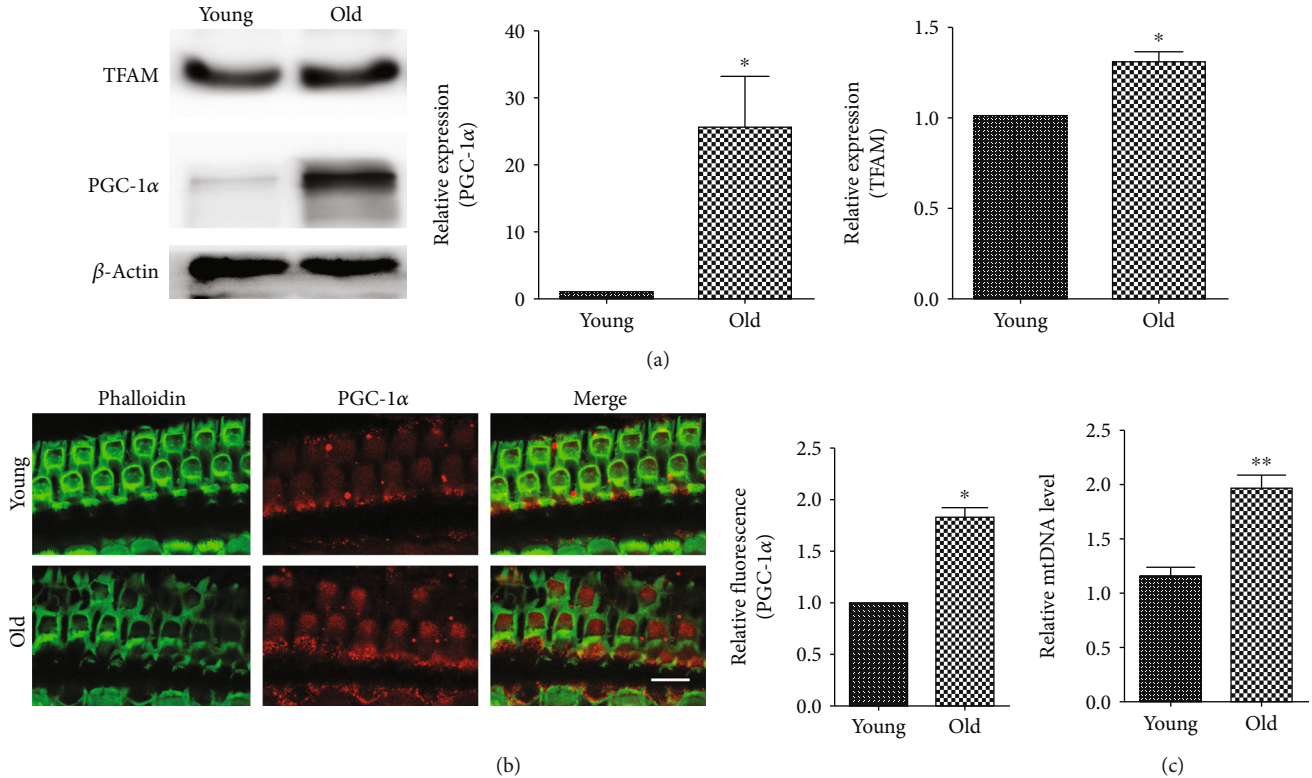 Young Old
TFAM
PGC-1α
β-Actin
Relative expression
(PGC-1α)
40
30
20
10
0
*
Young Old
Relative expression
(TFAM)
1.5
1.0
0.5
0.0
*
Young Old
(a)
Phalloidin PGC-1α Merge
Young
Old
Relative fluorescence
(PGC-1α)
2.5
2.0
1.5
1.0
0.5
0.0
*
Young Old
(b)
Relative mtDNA level
2.5
2.0
1.5
1.0
0.5
0.0
**
Young Old
(c)